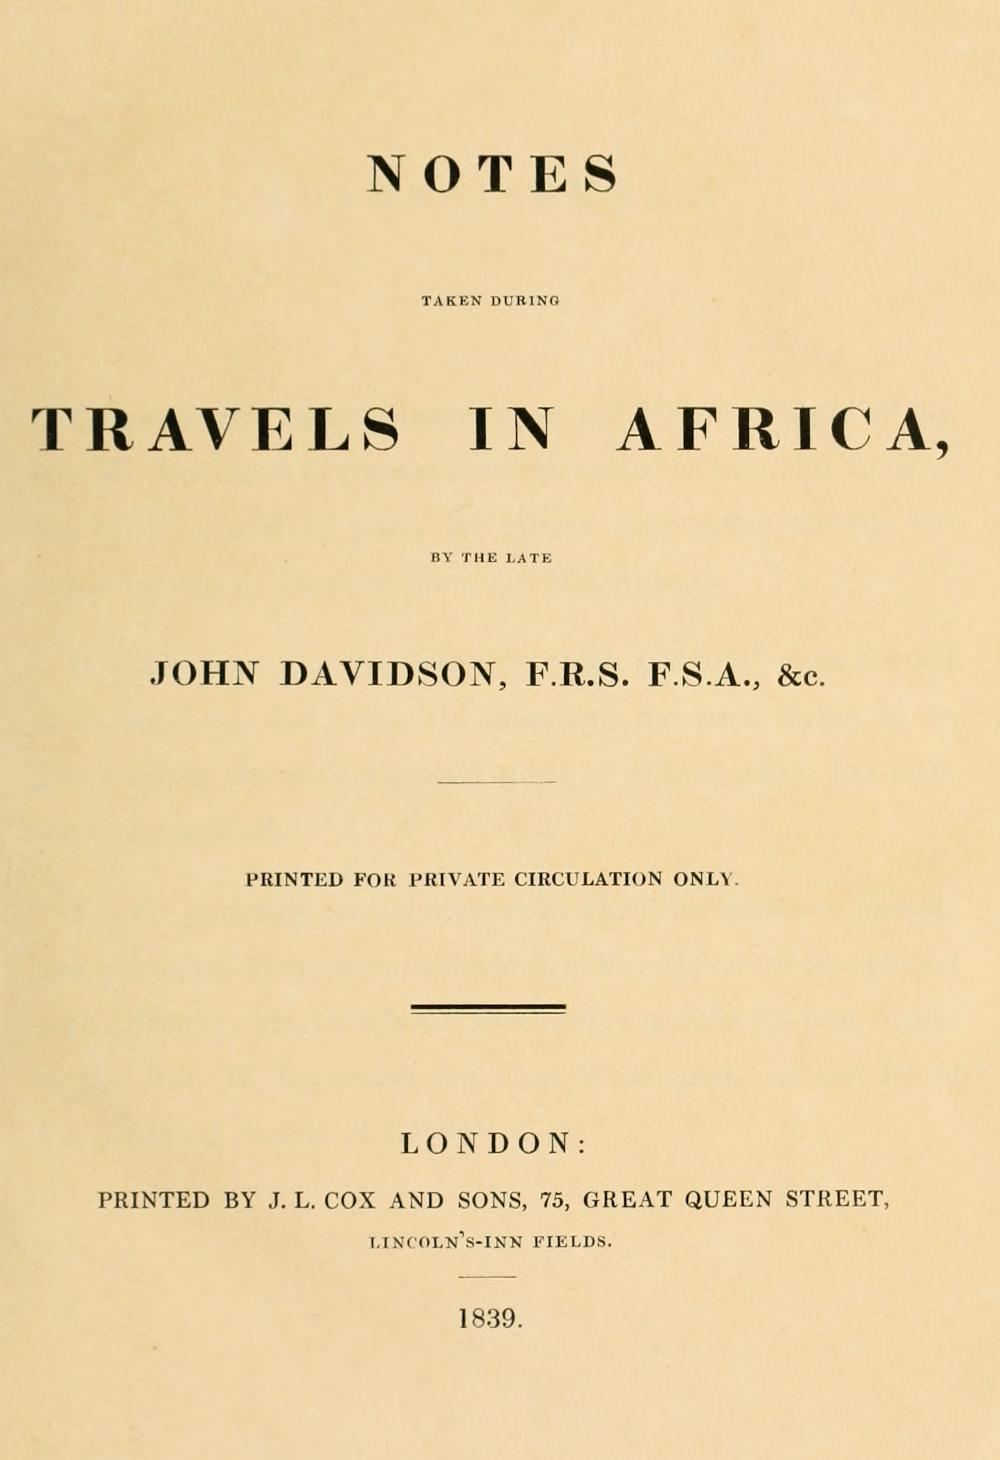 NOTES
TAKEN DURING
TRAVELS IN AFRICA,
BY THE LATE
JOHN DAVIDSON, F.R.S. F.S.A., &c.
PRINTED FOR PRIVATE CIRCULATION ONLY.
LONDON:
PRINTED BY J. L. COX AND SONS, 75, GREAT QUEEN STREET,
LINCOLN'S-INN FIELDS.
1839.